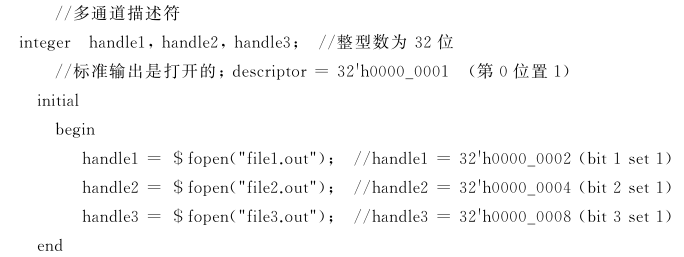 //多通道描述符
integer handle1, handle2, handle3; //整型数为 32 位
//标准输出是打开的; descriptor = 32'h0000_0001 (第 0 位置 1)
initial
begin
handle1 = $ fopen("file1.out"); //handle1 = 32'h0000_0002 (bit 1 set 1)
handle2 = $ fopen("file2.out"); //handle2 = 32'h0000_0004 (bit 2 set 1)
handle3 = $ fopen("file3.out"); //handle3 = 32'h0000_0008 (bit 3 set 1)
end